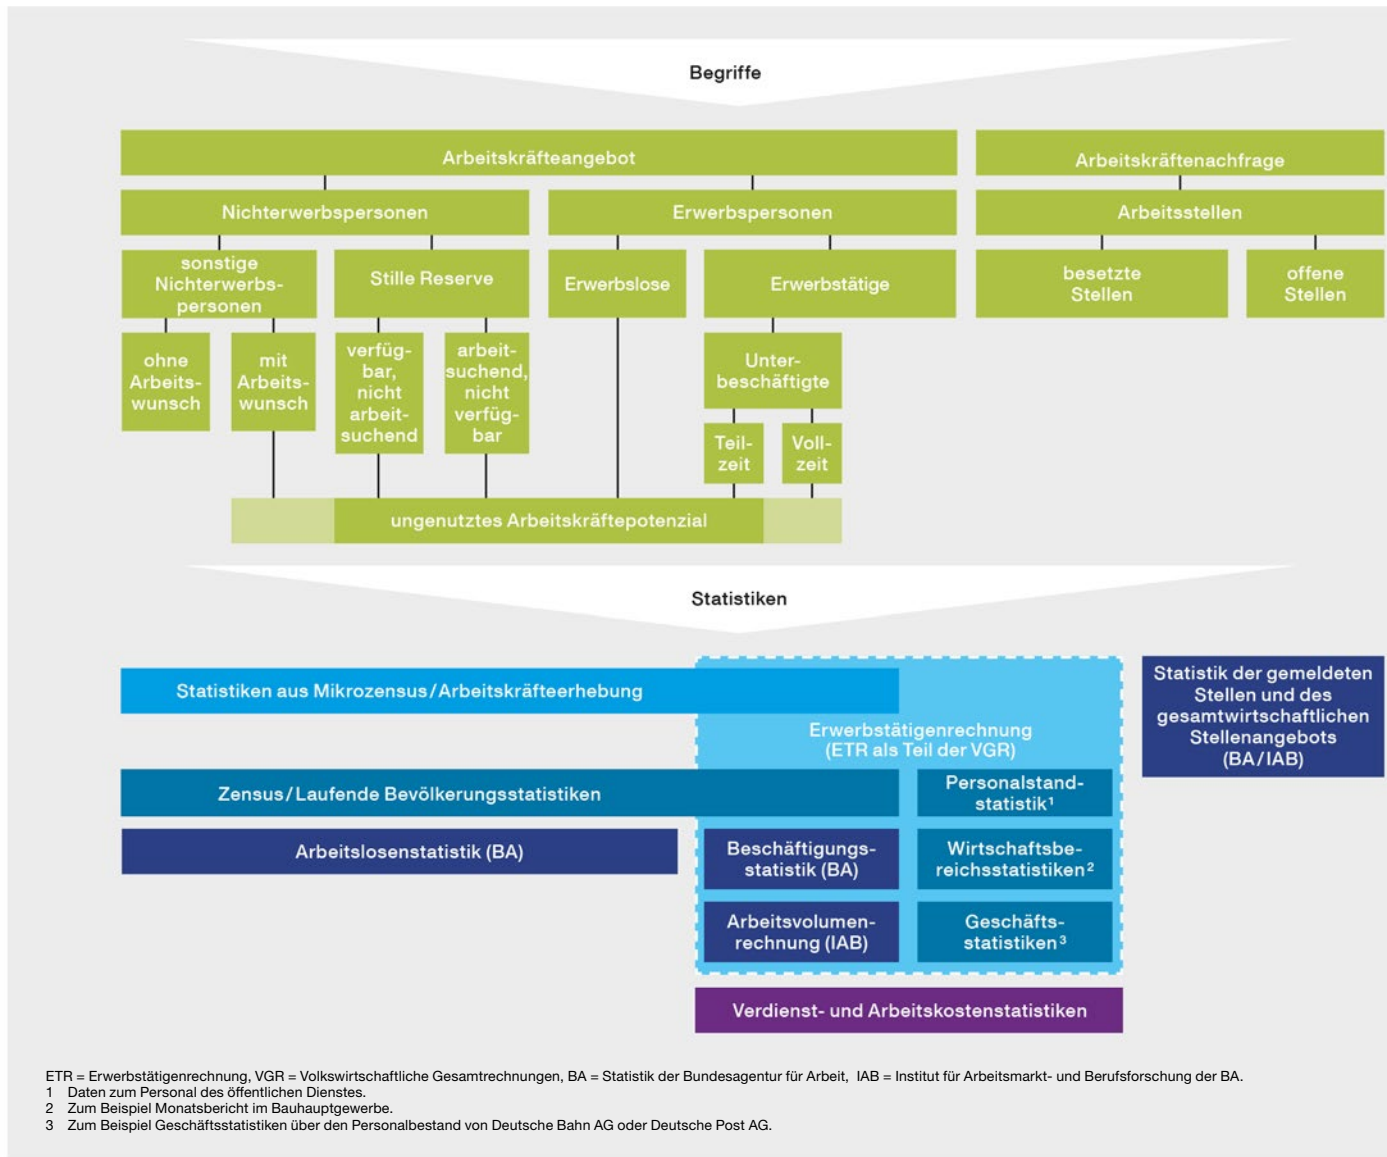 Begriffe
Arbeitskräfteangebot
Arbeitskräftenachfrage
Nichterwerbspersonen
Erwerbspersonen
Arbeitsstellen
sonstige
Nichterwerbs-
personen
Stille Reserve
Erwerbslose
Erwerbstätige
besetzte
Stellen
offene
Stellen
ohne
Arbeits-
wunsch
mit
Arbeits-
wunsch
verfüg-
bar,
nicht
arbeit-
suchend
arbeit-
suchend,
nicht
verfüg-
bar
Unter-
beschäftigte
Teil-
zeit
Voll-
zeit
ungenutztes Arbeitskräftepotenzial
Statistiken
Statistiken aus Mikrozensus/Arbeitskräfteerhebung
Erwerbstätigenrechnung
(ETR als Teil der VGR)
Statistik der gemeldeten
Stellen und des
gesamtwirtschaftlichen
Stellenangebots
(BA/IAB)
Zensus/Laufende Bevölkerungsstatistiken
Personalstand-
statistik¹
Arbeitslosenstatistik (BA)
Beschäftigungs-
statistik (BA)
Wirtschaftsbe-
reichsstatistiken²
Arbeitsvolumen-
rechnung (IAB)
Geschäfts-
statistiken³
Verdienst- und Arbeitskostenstatistiken
ETR = Erwerbstätigenrechnung, VGR = Volkswirtschaftliche Gesamtrechnungen, BA = Statistik der Bundesagentur für Arbeit, IAB = Institut für Arbeitsmarkt- und Berufsforschung der BA.
1 Daten zum Personal des öffentlichen Dienstes.
2 Zum Beispiel Monatsbericht im Bauhauptgewerbe.
3 Zum Beispiel Geschäftsstatistiken über den Personalbestand von Deutsche Bahn AG oder Deutsche Post AG.